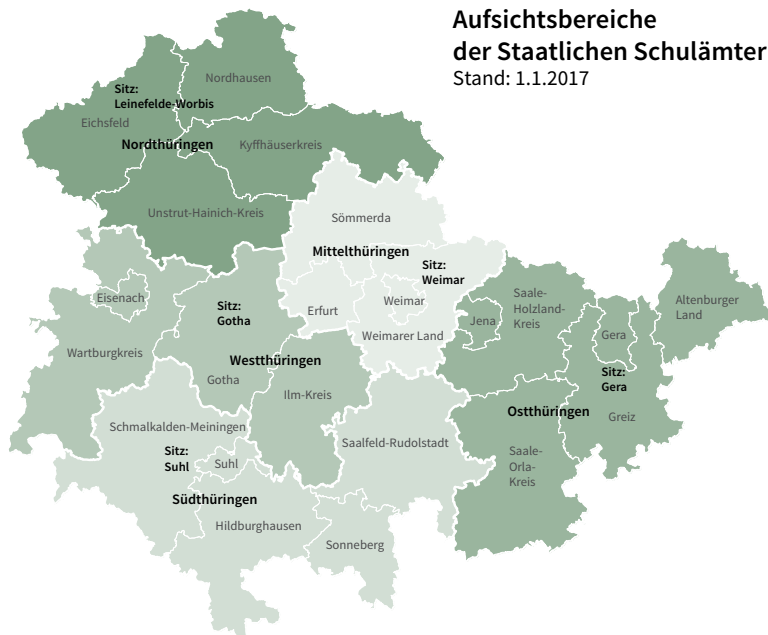 Aufsichtsbereiche
der Staatlichen Schulämter
Stand: 1.1.2017
Nordhausen
Sitz:
Leinefelde-Worbis
Eichsfeld
Nordthüringen
Kyffhäuserkreis
Unstrut-Hainich-Kreis
Sömmerda
Mittelthüringen
Sitz:
Weimar
Erfurt
Weimar
Weimarer Land
Eisenach
Sitz:
Gotha
Wartburgkreis
Westthüringen
Gotha
Ilm-Kreis
Saale-
Holzland-
Kreis
Jena
Altenburger
Land
Gera
Sitz:
Gera
Ostthüringen
Greiz
Saale-
Orla-
Kreis
Schmalkalden-Meiningen
Saalfeld-Rudolstadt
Sitz:
Suhl
Suhl
Südthüringen
Hildburghausen
Sonneberg